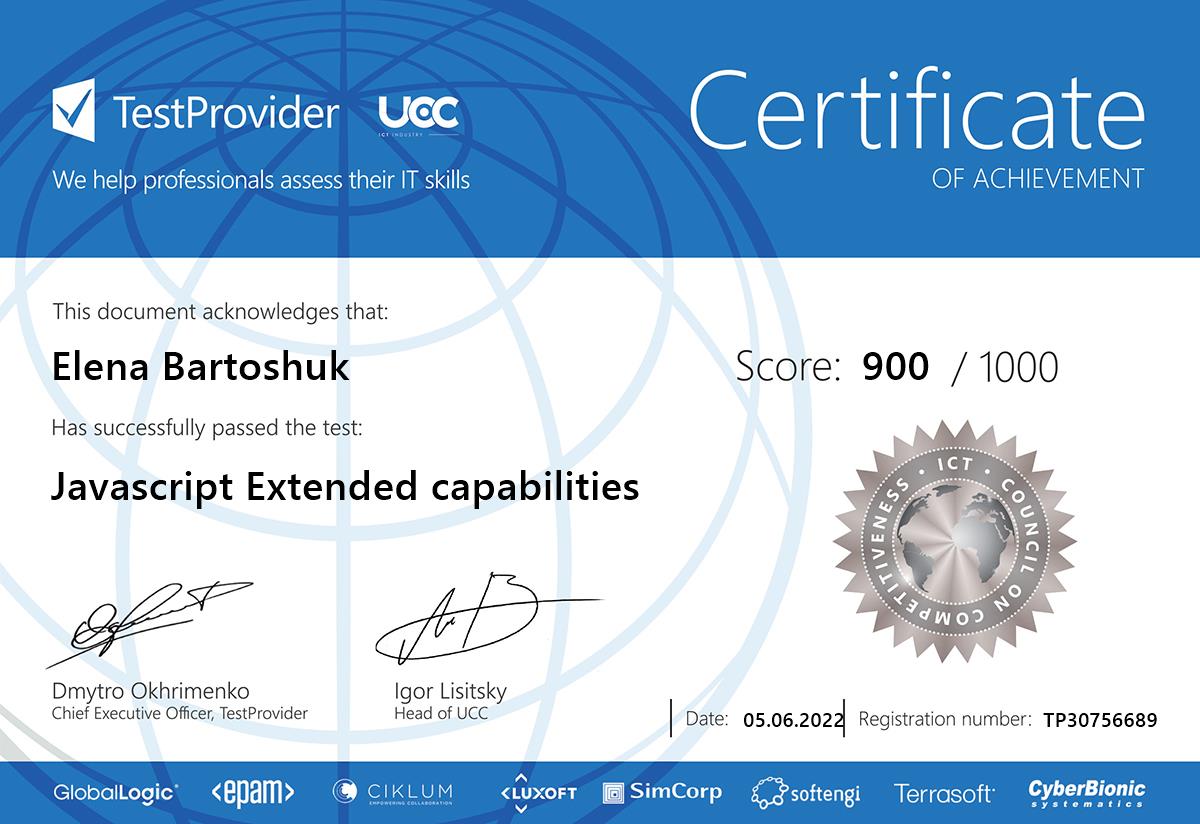 TestProvider
UCC
ICT INDUSTRY
We help professionals assess their IT skills
Certificate
OF ACHIEVEMENT
This document acknowledges that:
Elena Bartoshuk
Score: 900 / 1000
Has successfully passed the test:
Javascript Extended capabilities
· ICT · COUNCIL ON COMPETITIVENESS
Dmytro Okhrimenko
Chief Executive Officer, TestProvider
Igor Lisitsky
Head of UCC
Date: 05.06.2022
Registration number: TP30756689
GlobalLogic
<epam>
CIKLUM
EMPOWERING COLLABORATION
<LUXOFT
SimCorp
softengi
Terrasoft
CyberBionic
systematics